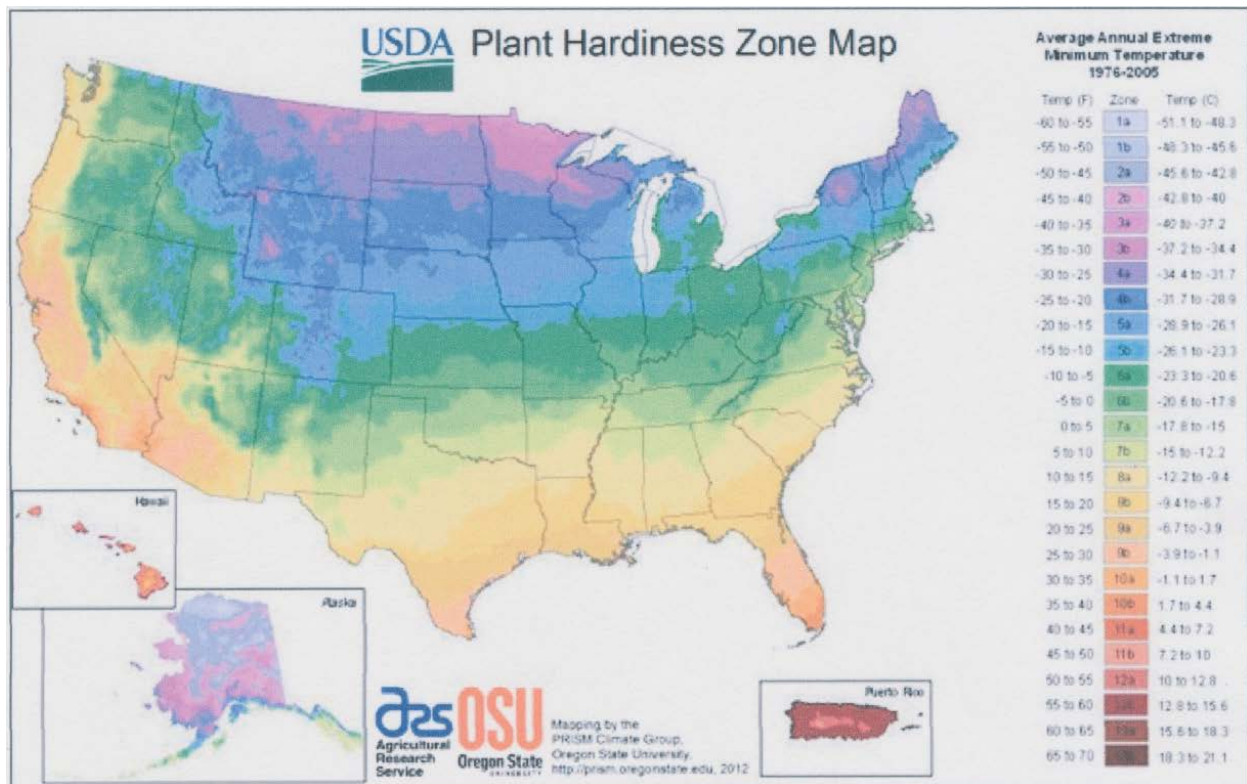 USDA Plant Hardiness Zone Map
Average Annual Extreme
Minimum Temperature
1976-2005
Temp (F) Zone Temp (C)
-60 to -55 1a -51.1 to -48.3
-55 to -50 1b -48.3 to -45.6
-50 to -45 2a -45.6 to -42.8
-45 to -40 2b -42.8 to -40
-40 to -35 3a -40 to -37.2
-35 to -30 3b -37.2 to -34.4
-30 to -25 4a -34.4 to -31.7
-25 to -20 4b -31.7 to -28.9
-20 to -15 5a -28.9 to -26.1
-15 to -10 5b -26.1 to -23.3
-10 to -5 6a -23.3 to -20.6
-5 to 0 6b -20.6 to -17.8
0 to 5 7a -17.8 to -15
5 to 10 7b -15 to -12.2
10 to 15 8a -12.2 to -9.4
15 to 20 8b -9.4 to -6.7
20 to 25 9a -6.7 to -3.9
25 to 30 9b -3.9 to -1.1
30 to 35 10a -1.1 to 1.7
35 to 40 10b 1.7 to 4.4
40 to 45 11a 4.4 to 7.2
45 to 50 11b 7.2 to 10
50 to 55 12a 10 to 12.8
55 to 60 12.8 to 15.6
60 to 65 13a 15.6 to 18.3
65 to 70 18.3 to 21.1
Hawaii
Alaska
Puerto Rico
ars
Agricultural
Research
Service
OSU
Oregon State
UNIVERSITY
Mapping by the
PRISM Climate Group,
Oregon State University,
http://prism.oregonstate.edu, 2012